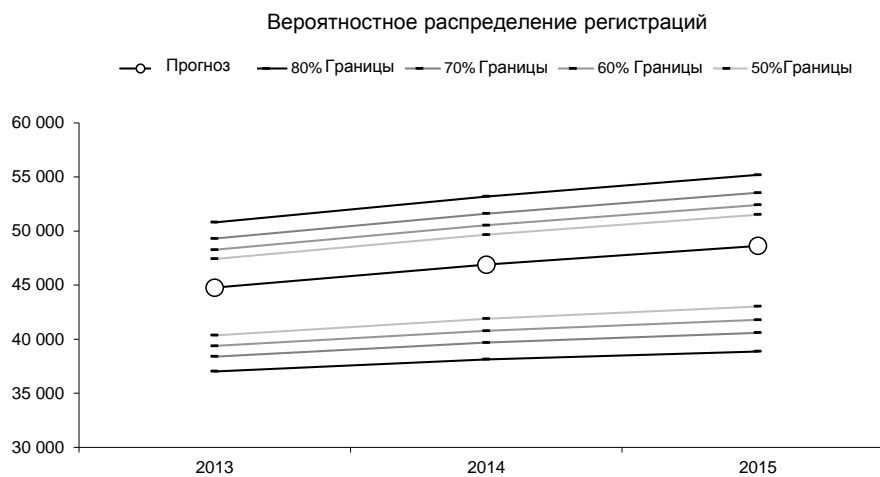 Вероятностное распределение регистраций
Прогноз 80% Границы 70% Границы 60% Границы 50%Границы
60 000
55 000
50 000
45 000
40 000
35 000
30 000
2013 2014 2015